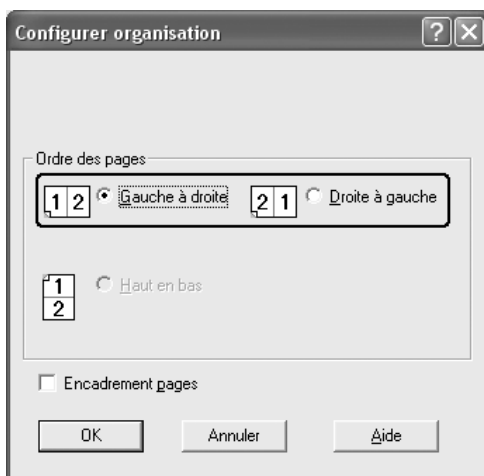 Configurer organisation
Ordre des pages
1 2 Gauche à droite 2 1 Droite à gauche
1
2 Haut en bas
Encadrement pages
OK Annuler Aide